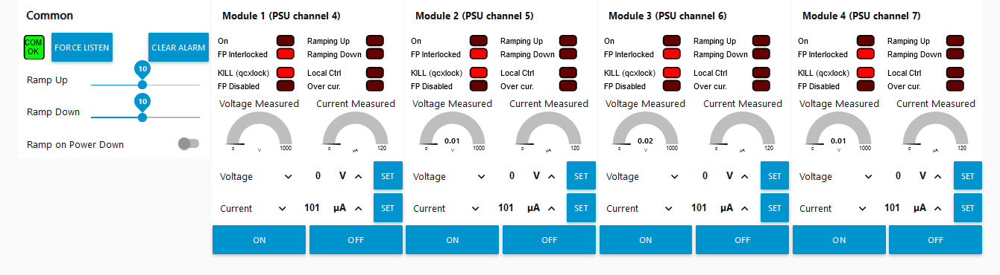 Common
COM
OK
FORCE LISTEN
CLEAR ALARM
Ramp Up
10
Ramp Down
10
Ramp on Power Down
Module 1 (PSU channel 4)
On
Ramping Up
FP Interlocked
Ramping Down
KILL (qcxlock)
Local Ctrl
FP Disabled
Over cur.
Voltage Measured
Current Measured
0
V
1000
0
µA
120
Voltage
0
V
SET
Current
101
µA
SET
ON
OFF
Module 2 (PSU channel 5)
On
Ramping Up
FP Interlocked
Ramping Down
KILL (qcxlock)
Local Ctrl
FP Disabled
Over cur.
Voltage Measured
Current Measured
0.01
0
V
1000
0
µA
120
Voltage
0
V
SET
Current
101
µA
SET
ON
OFF
Module 3 (PSU channel 6)
On
Ramping Up
FP Interlocked
Ramping Down
KILL (qcxlock)
Local Ctrl
FP Disabled
Over cur.
Voltage Measured
Current Measured
0.02
0
V
1000
0
µA
120
Voltage
0
V
SET
Current
101
µA
SET
ON
OFF
Module 4 (PSU channel 7)
On
Ramping Up
FP Interlocked
Ramping Down
KILL (qcxlock)
Local Ctrl
FP Disabled
Over cur.
Voltage Measured
Current Measured
0.01
0
V
1000
0
µA
120
Voltage
0
V
SET
Current
101
µA
SET
ON
OFF